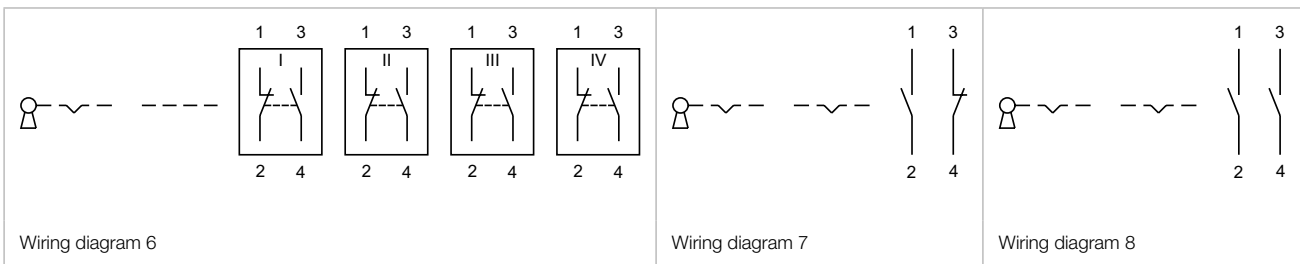 1 3 1 3 1 3 1 3 1 3 1 3
I II III IV
2 4 2 4 2 4 2 4 2 4 2 4
Wiring diagram 6 Wiring diagram 7 Wiring diagram 8